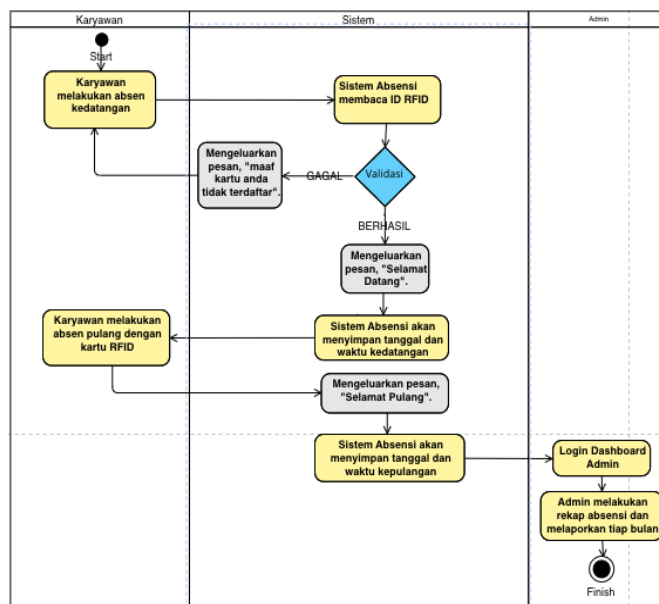 Karyawan
Sistem
Admin
Start
Karyawan
melakukan absen
kedatangan
Sistem Absensi
membaca ID RFID
Mengeluarkan
pesan, "maaf
kartu anda
tidak terdaftar".
GAGAL
Validasi
BERHASIL
Mengeluarkan
pesan, "Selamat
Datang".
Karyawan melakukan
absen pulang dengan
kartu RFID
Sistem Absensi akan
menyimpan tanggal dan
waktu kedatangan
Mengeluarkan pesan,
"Selamat Pulang".
Sistem Absensi akan
menyimpan tanggal dan
waktu kepulangan
Login Dashboard
Admin
Admin melakukan
rekap absensi dan
melaporkan tiap bulan
Finish